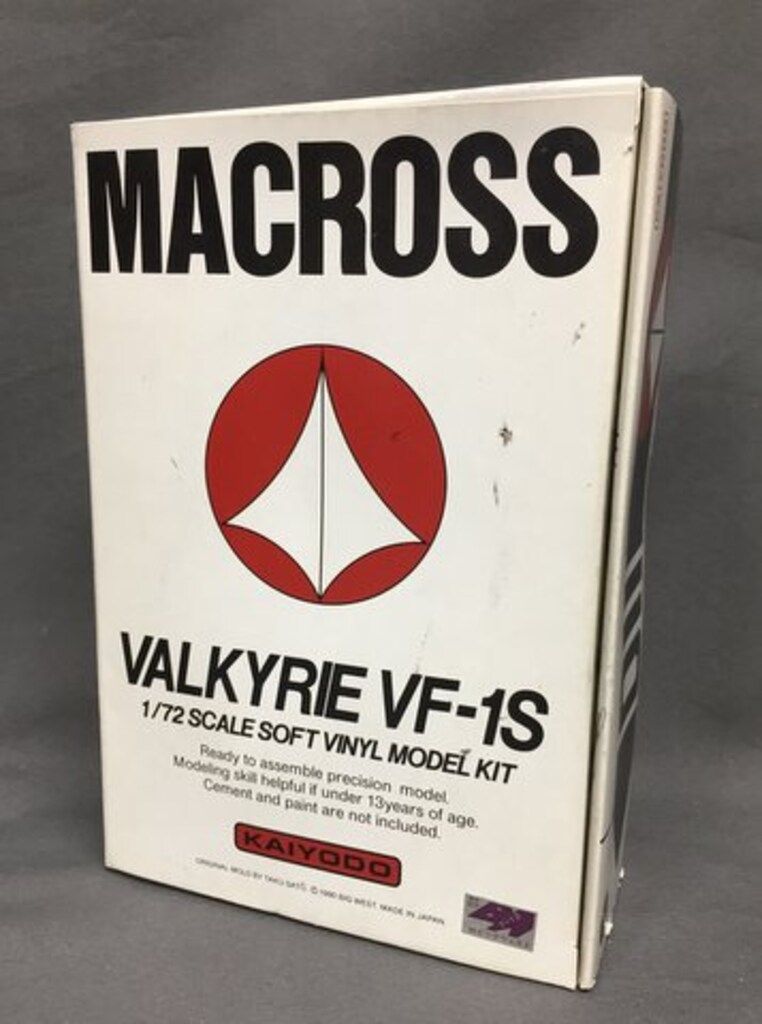 MACROSS
VALKYRIE VF-1S
1/72 SCALE SOFT VINYL MODEL KIT
Ready to assemble precision model.
Modeling skill helpful if under 13years of age.
Cement and paint are not included.
KAIYODO
ORIGINAL MOLD BY TAKU SATO © 1990 BIG WEST. MADE IN JAPAN